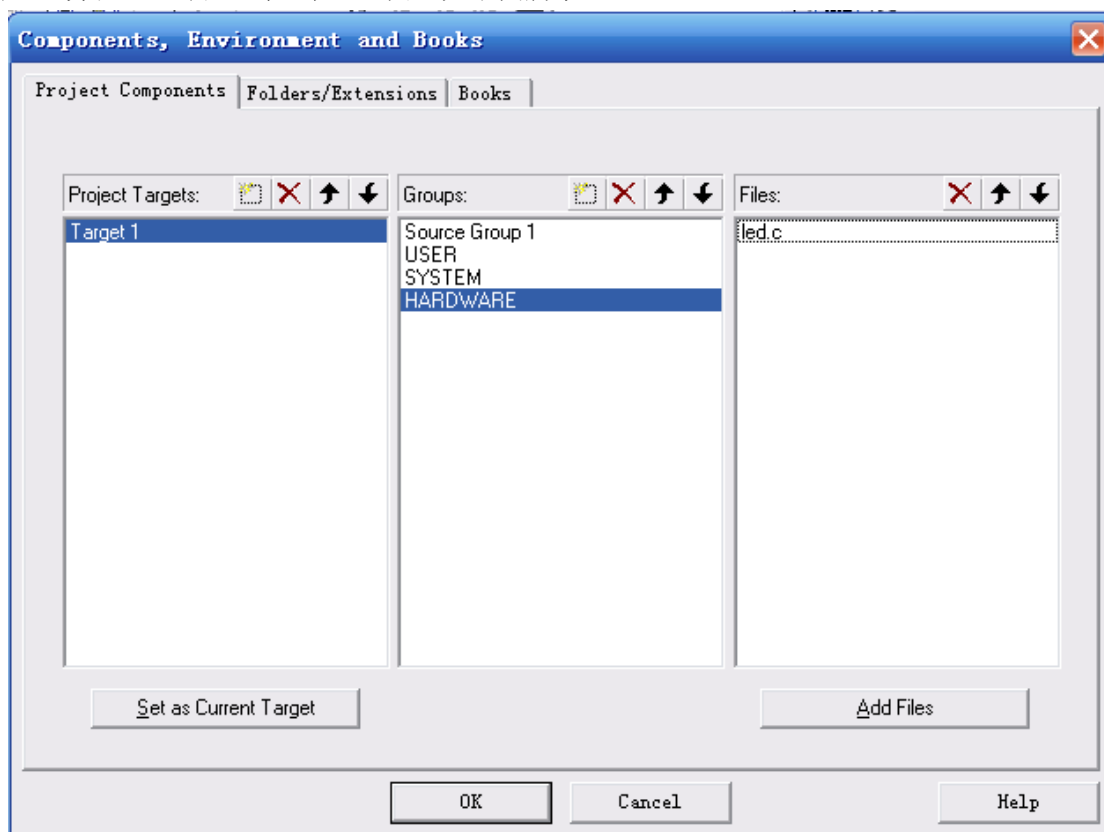 Components, Environment and Books
Project Components Folders/Extensions Books
Project Targets: Groups: Files:
Target 1
Source Group 1
USER
SYSTEM
HARDWARE
led.c
Set as Current Target
Add Files
OK Cancel Help